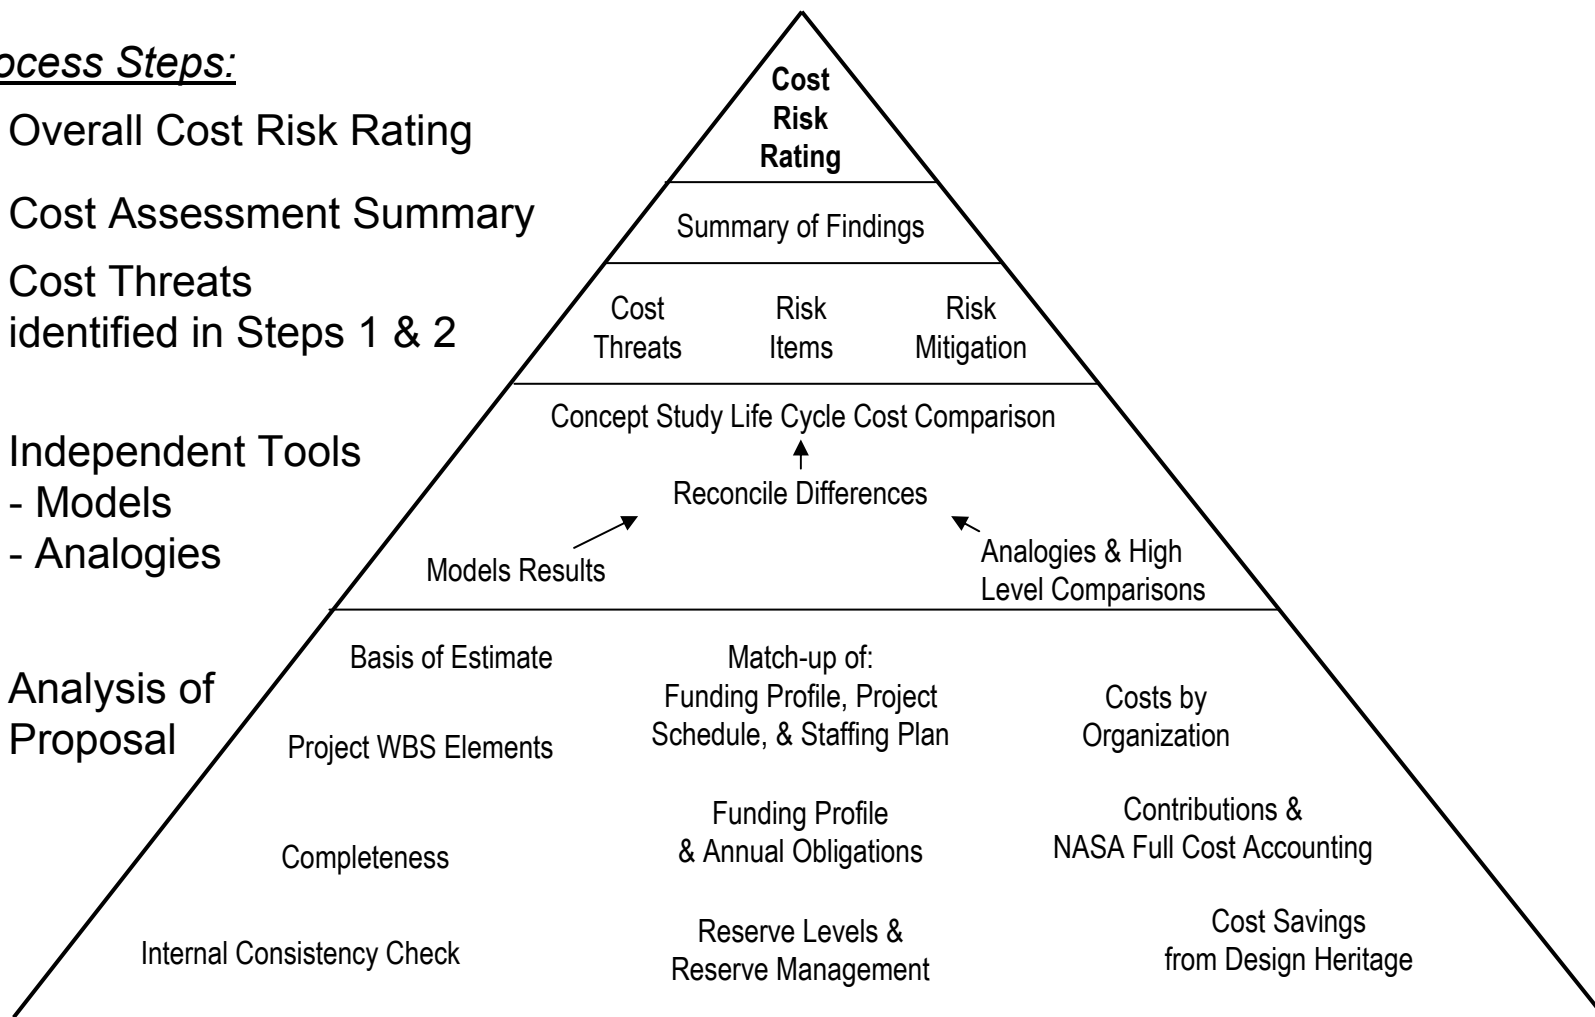 ocess Steps:
Overall Cost Risk Rating
Cost Assessment Summary
Cost Threats
identified in Steps 1 & 2
Independent Tools
- Models
- Analogies
Analysis of
Proposal
Cost
Risk
Rating
Summary of Findings
Cost
Threats
Risk
Items
Risk
Mitigation
Concept Study Life Cycle Cost Comparison
Reconcile Differences
Models Results
Analogies & High
Level Comparisons
Basis of Estimate
Project WBS Elements
Completeness
Internal Consistency Check
Match-up of:
Funding Profile, Project
Schedule, & Staffing Plan
Funding Profile
& Annual Obligations
Reserve Levels &
Reserve Management
Costs by
Organization
Contributions &
NASA Full Cost Accounting
Cost Savings
from Design Heritage